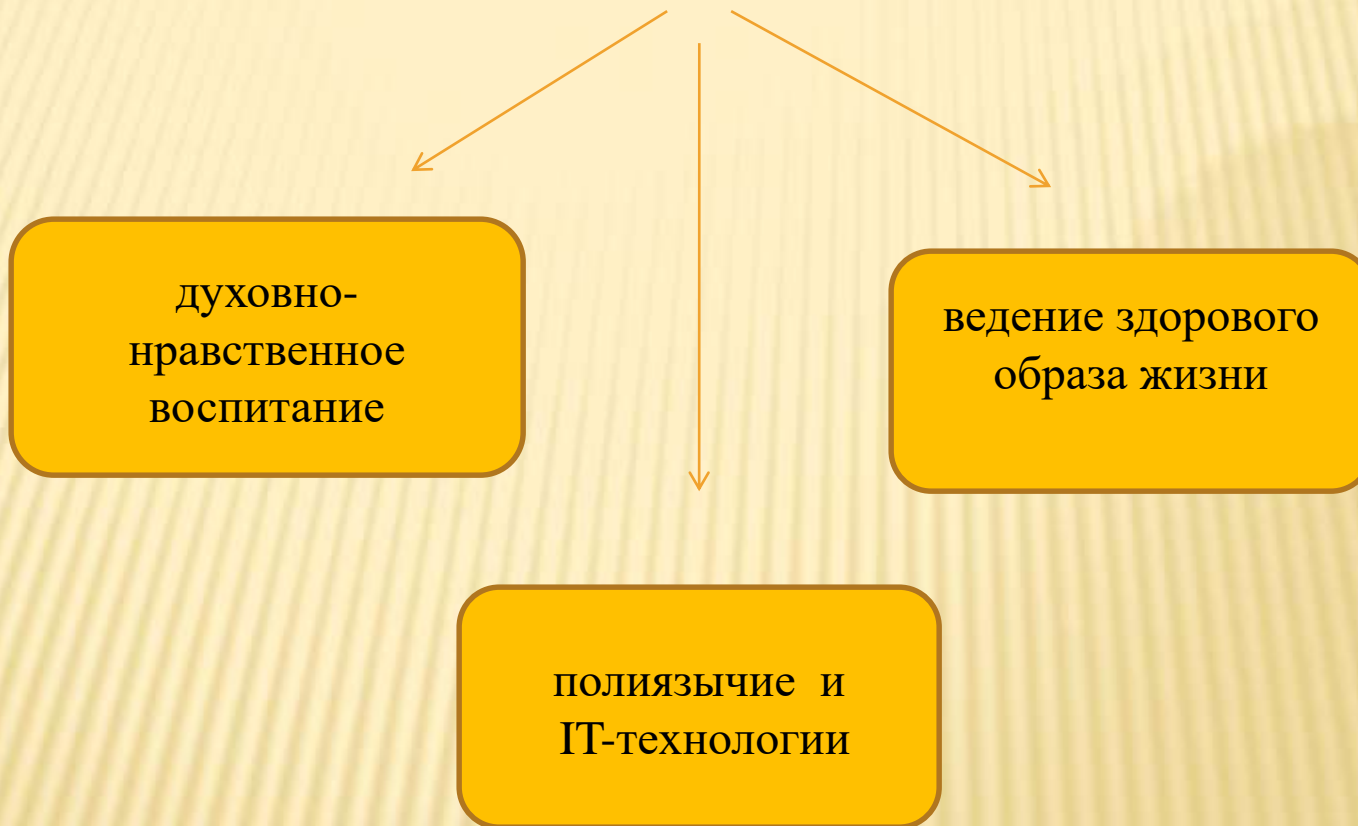 духовно-
нравственное
воспитание
ведение здорового
образа жизни
полиязычие и
IT-технологии